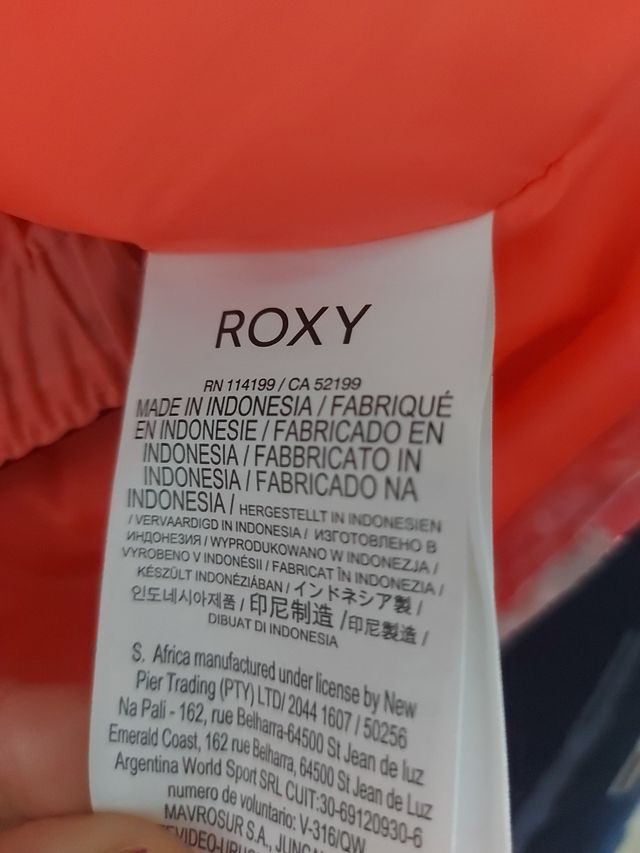 ROXY
RN 114199 / CA 52199
MADE IN INDONESIA / FABRIQUÉ
EN INDONESIE / FABRICADO EN
INDONESIA / FABBRICATO IN
INDONESIA / FABRICADO NA
INDONESIA / HERGESTELLT IN INDONESIEN
/ VERVAARDIGD IN INDONESIA / ИЗГОТОВЛЕНО В
ИНДОНЕЗИЯ / WYPRODUKOWANO W INDONEZJA /
VYROBENO V INDONÉSII / FABRICAT ÎN INDONEZIA /
KÉSZÜLT INDONÉZIÁBAN / インドネシア製 /
인도네시아제품 / 印尼制造 / 印尼製造 /
DIBUAT DI INDONESIA
S. Africa manufactured under license by New
Pier Trading (PTY) LTD/ 2044 1607 / 50256
Na Pali - 162, rue Belharra-64500 St Jean de luz
Emerald Coast, 162 rue Belharra, 64500 St Jean de Luz
Argentina World Sport SRL CUIT:30-69120930-6
numero de voluntario: V-316/QW
MAVROSUR S.A., JUNCAL